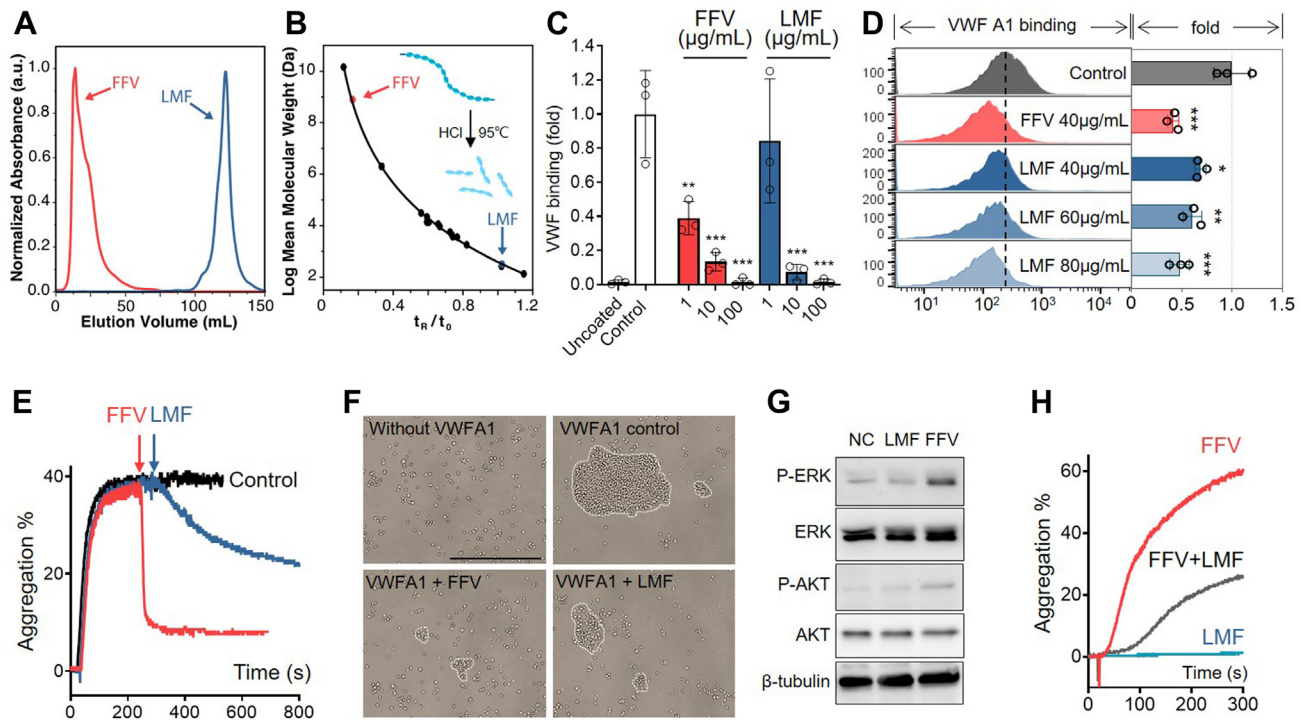 A
Normalized Absorbance (a.u.)
1.0
0.8
0.6
0.4
0.2
0.0
FFV
LMF
0
50
100
150
Elution Volume (mL)
B
Log Mean Molecular Weight (Da)
10
8
6
4
2
FFV
HCl 95℃
LMF
0.0
0.4
0.8
1.2
tR / t0
C
FFV LMF
(µg/mL) (µg/mL)
VWF binding (fold)
2.0
1.6
1.2
0.8
0.4
0.0
**
***
***
***
***
Uncoated
Control
1
10
100
1
10
100
D
VWF A1 binding
fold
100
0
Control
100
0
FFV 40µg/mL
***
200
100
0
LMF 40µg/mL
*
200
100
0
LMF 60µg/mL
**
200
100
0
LMF 80µg/mL
***
10¹ 10² 10³ 10⁴
0 0.5 1.0 1.5
E
FFV LMF
Control
Aggregation %
40
20
0
Time (s)
0 200 400 600 800
F
Without VWFA1
VWFA1 control
VWFA1 + FFV
VWFA1 + LMF
G
NC LMF FFV
P-ERK
ERK
P-AKT
AKT
β-tubulin
H
FFV
FFV+LMF
LMF
Aggregation %
60
40
20
0
Time (s)
0 100 200 300